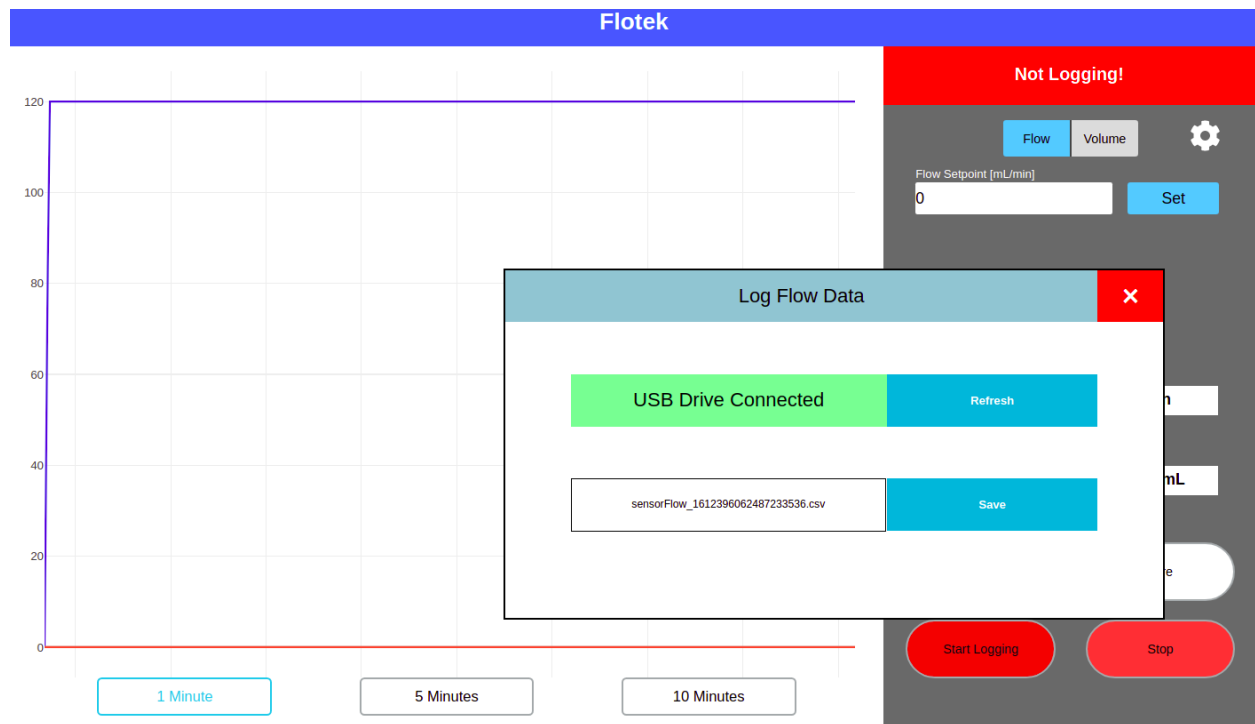 Flotek
Not Logging!
120
100
80
60
40
20
0
Flow
Volume
Flow Setpoint [mL/min]
0
Set
Log Flow Data
×
USB Drive Connected
Refresh
sensorFlow_1612396062487233536.csv
Save
mL
Start Logging
Stop
1 Minute
5 Minutes
10 Minutes